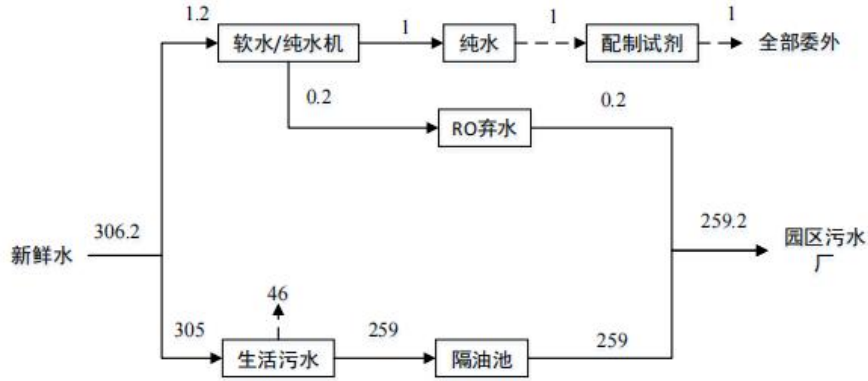 1.2
软水/纯水机
1
纯水
1
配制试剂
1
全部委外
0.2
RO弃水
0.2
新鲜水
306.2
259.2
园区污水
厂
46
305
生活污水
259
隔油池
259